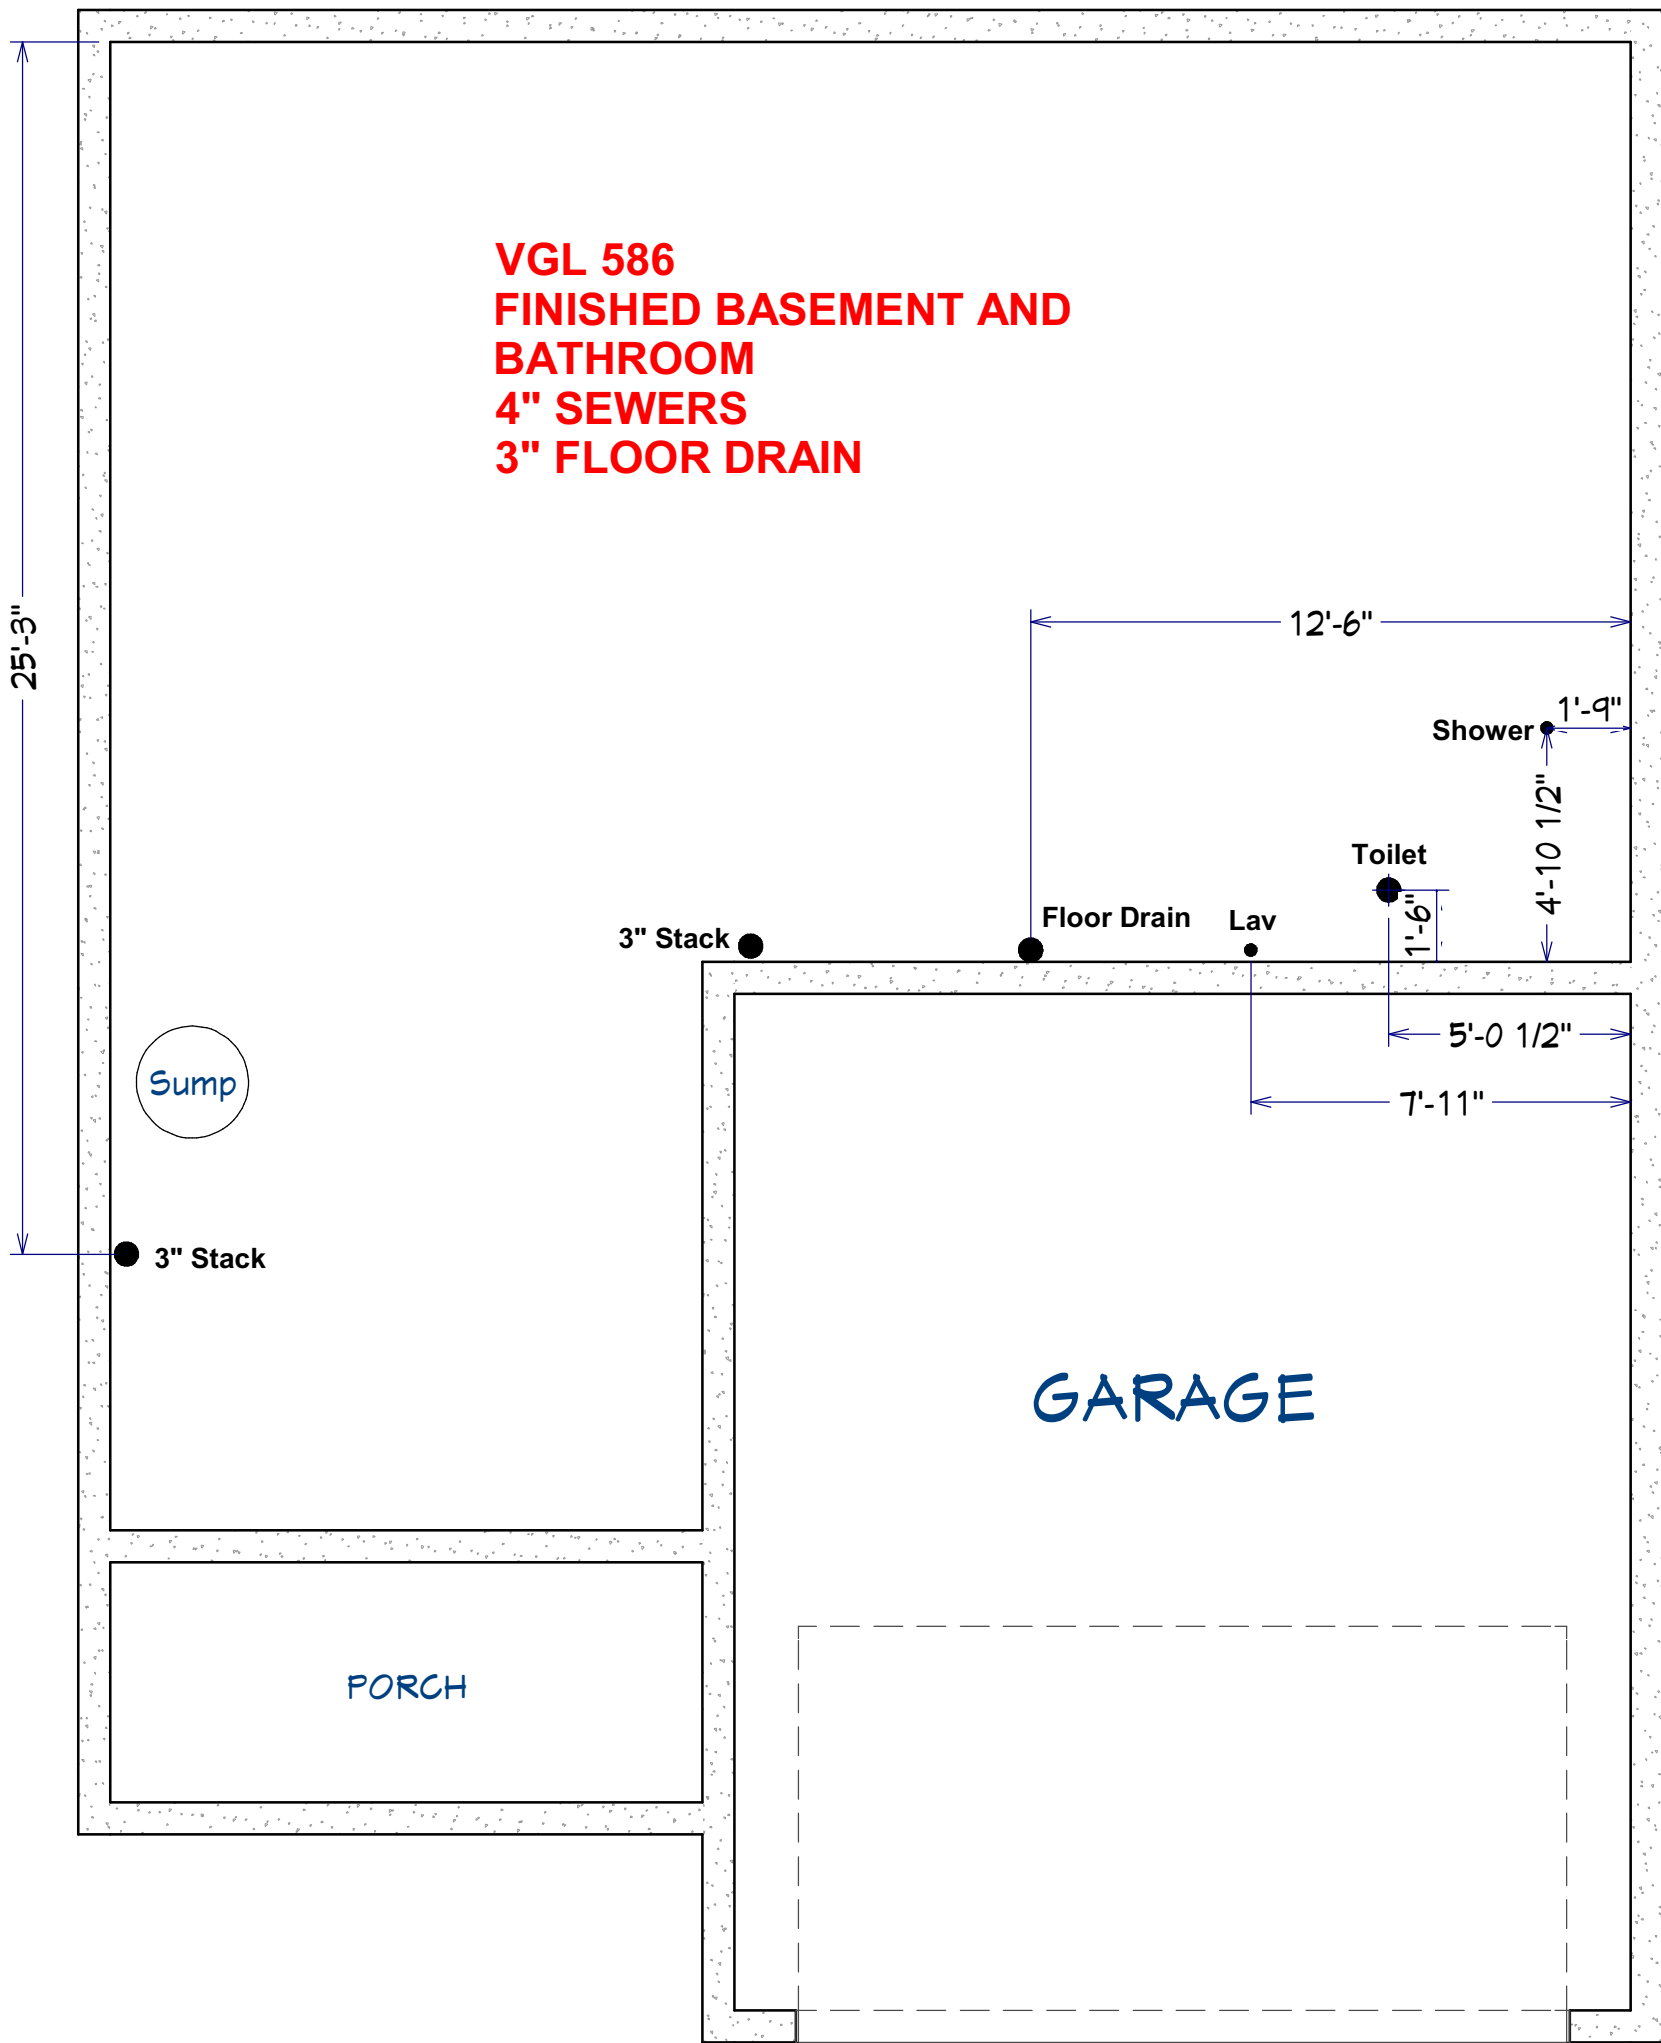 VGL 586
FINISHED BASEMENT AND
BATHROOM
4" SEWERS
3" FLOOR DRAIN
25'-3"
12'-6"
1'-9"
Shower
4'-10 1/2"
Toilet
1'-6"
Floor Drain
Lav
3" Stack
5'-0 1/2"
7'-11"
Sump
3" Stack
GARAGE
PORCH